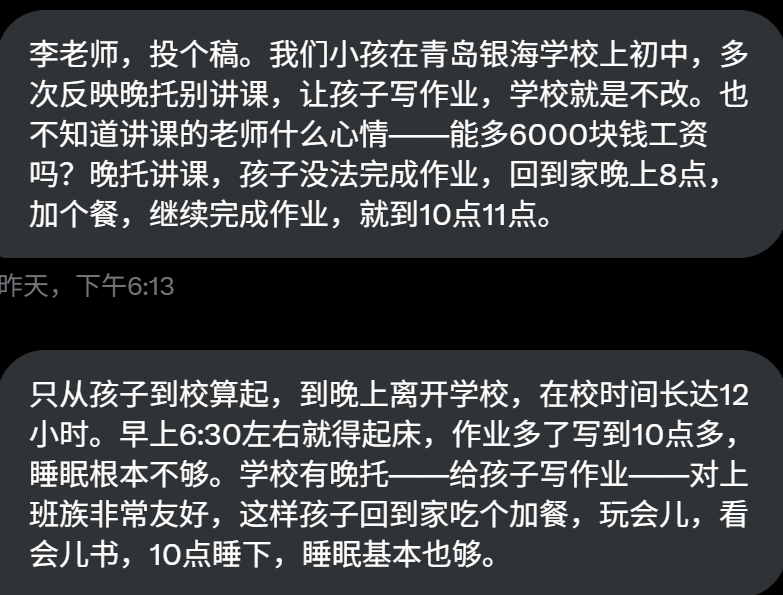 李老师，投个稿。我们小孩在青岛银海学校上初中，多
次反映晚托别讲课，让孩子写作业，学校就是不改。也
不知道讲课的老师什么心情——能多6000块钱工资
吗？晚托讲课，孩子没法完成作业，回到家晚上8点，
加个餐，继续完成作业，就到10点11点。
昨天，下午6:13
只从孩子到校算起，到晚上离开学校，在校时间长达12
小时。早上6:30左右就得起床，作业多了写到10点多，
睡眠根本不够。学校有晚托——给孩子写作业——对上
班族非常友好，这样孩子回到家吃个加餐，玩会儿，看
会儿书，10点睡下，睡眠基本也够。